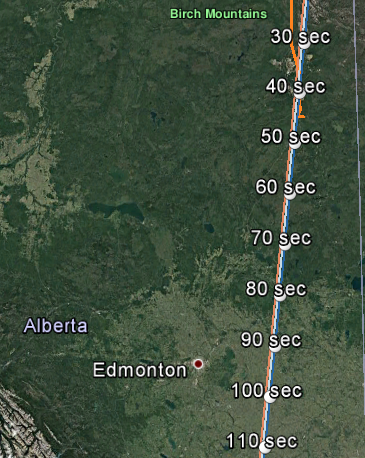 Birch Mountains
30 sec
40 sec
50 sec
60 sec
70 sec
80 sec
Alberta
90 sec
Edmonton
100 sec
110 sec